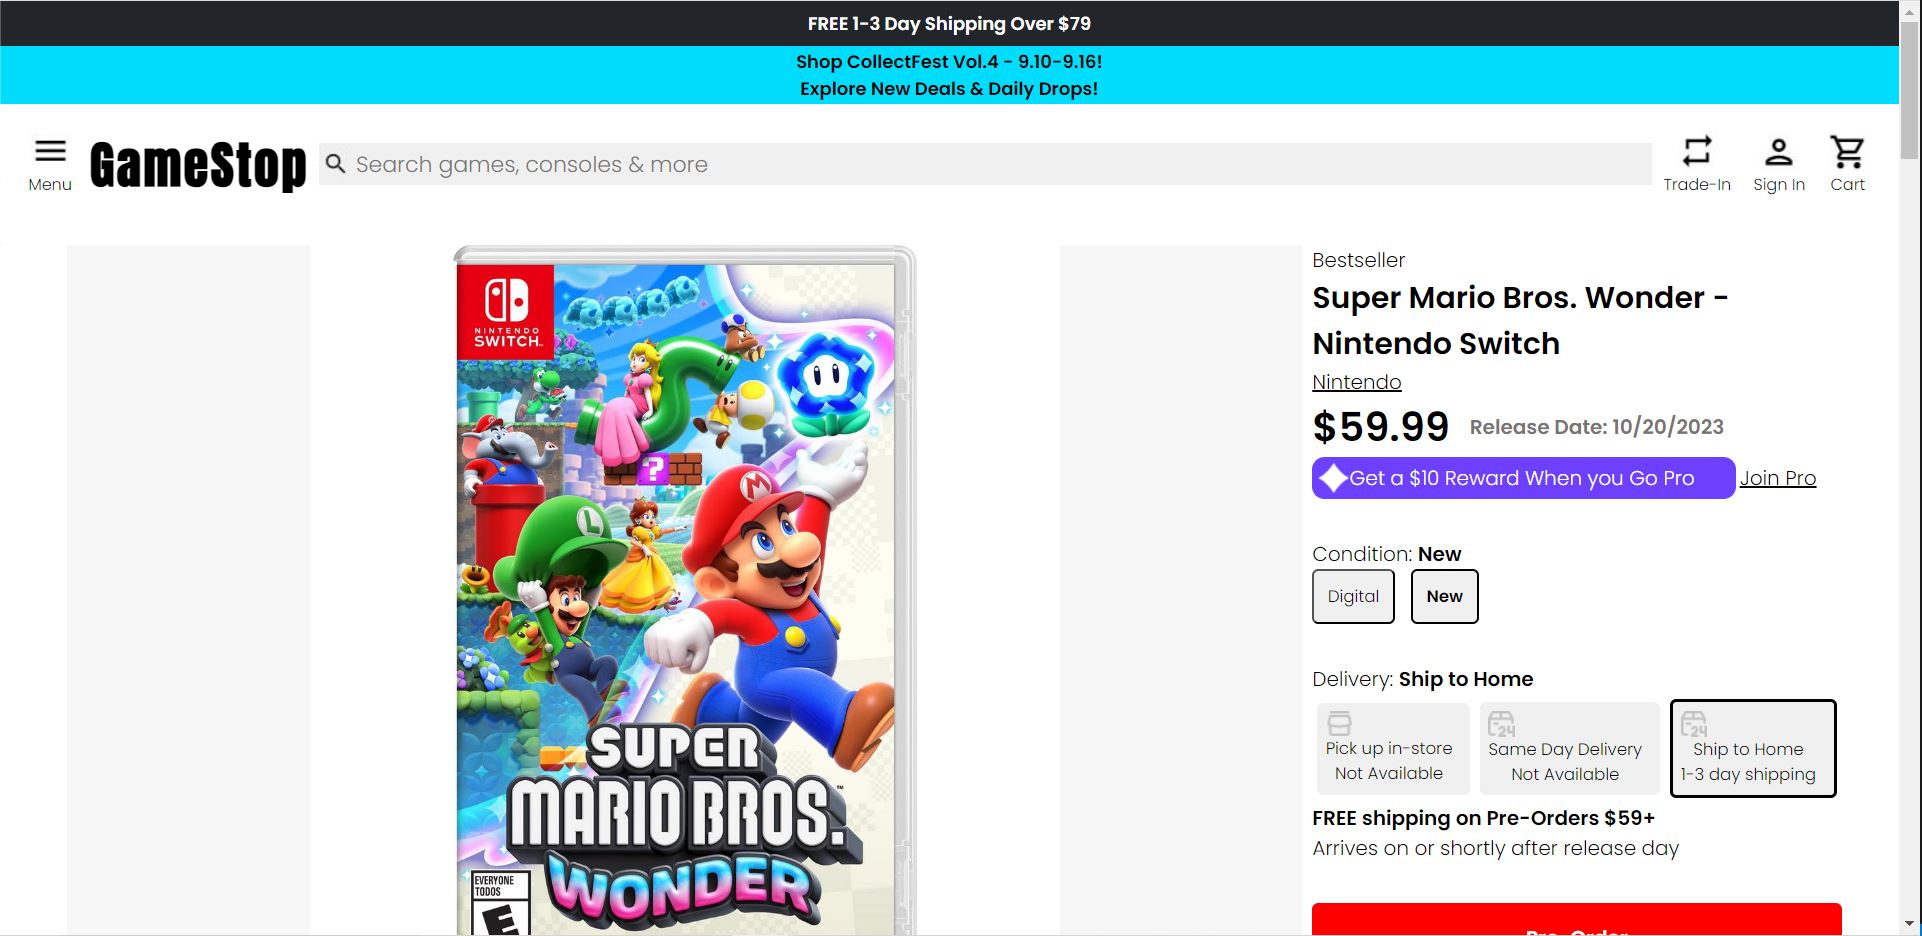 FREE 1-3 Day Shipping Over $79
Shop CollectFest Vol.4 - 9.10-9.16!
Explore New Deals & Daily Drops!
Menu
GameStop
Search games, consoles & more
Trade-In
Sign In
Cart
NINTENDO
SWITCH
L
M
?
SUPER
MARIO BROS.
WONDER
™
EVERYONE
TODOS
E
Bestseller
Super Mario Bros. Wonder -
Nintendo Switch
Nintendo
$59.99 Release Date: 10/20/2023
Get a $10 Reward When you Go Pro Join Pro
Condition: New
Digital
New
Delivery: Ship to Home
Pick up in-store
Not Available
24
Same Day Delivery
Not Available
24
Ship to Home
1-3 day shipping
FREE shipping on Pre-Orders $59+
Arrives on or shortly after release day
Pre-Order